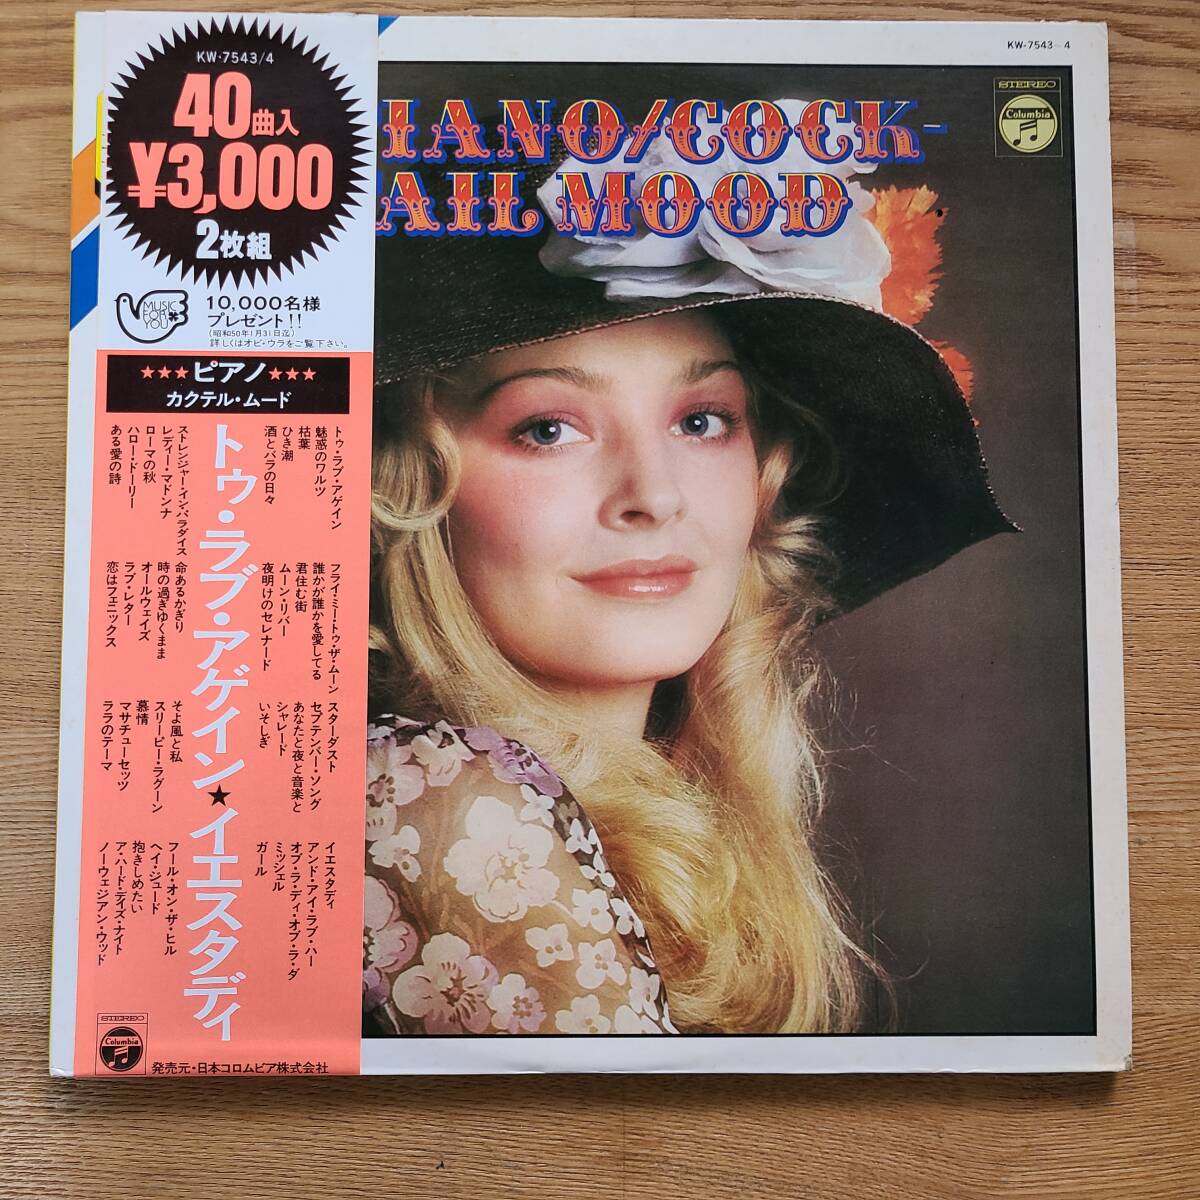 KW-7543/4
40曲入
¥3,000
2枚組
MUSIC
FOR
YOU
10,000名様
プレゼント!!
(昭和50年1月31日迄)
詳しくはオビ・ウラをご覧下さい。
★★★ピアノ★★★
カクテル・ムード
トゥ・ラブ・アゲイン★イエスタディ
トゥ・ラブ・アゲイン
魅惑のワルツ
枯葉
ひき潮
酒とバラの日々
ストレンジャー・イン・パラダイス
レディー・マドンナ
ローマの秋
ハロー・ドーリー
ある愛の詩
フライ・ミー・トゥ・ザ・ムーン
誰かが誰かを愛してる
君住む街
ムーン・リバー
夜明けのセレナード
命あるかぎり
時の過ぎゆくまま
オールウェイズ
ラブ・レター
恋はフェニックス
スターダスト
セプテンバー・ソング
あなたと夜と音楽と
シャレード
いそしぎ
そよ風と私
スリーピー・ラグーン
慕情
マサチューセッツ
ララのテーマ
イエスタディ
アンド・アイ・ラブ・ハー
オブ・ラ・ディ・オブ・ラ・ダ
ミッシェル
ガール
フール・オン・ザ・ヒル
ヘイ・ジュード
抱きしめたい
ア・ハード・デイズ・ナイト
ノーウェジアン・ウッド
STEREO
Columbia
発売元・日本コロムビア株式会社
KW-7543~4
STEREO
Columbia
IANO/COCK-
AIL MOOD